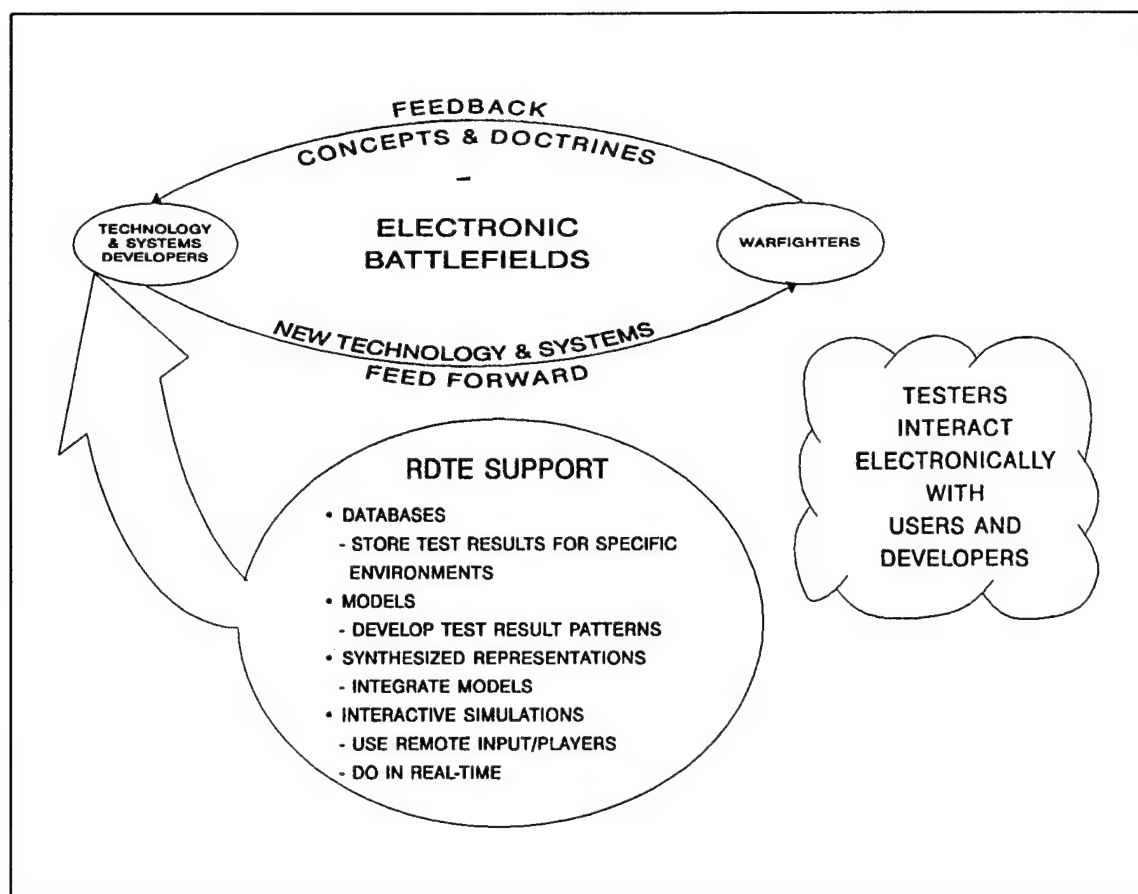 FEEDBACK
CONCEPTS & DOCTRINES
TECHNOLOGY
& SYSTEMS
DEVELOPERS
ELECTRONIC
BATTLEFIELDS
WARFIGHTERS
NEW TECHNOLOGY & SYSTEMS
FEED FORWARD
TESTERS
INTERACT
ELECTRONICALLY
WITH
USERS AND
DEVELOPERS
RDTE SUPPORT
• DATABASES
- STORE TEST RESULTS FOR SPECIFIC
ENVIRONMENTS
• MODELS
- DEVELOP TEST RESULT PATTERNS
• SYNTHESIZED REPRESENTATIONS
- INTEGRATE MODELS
• INTERACTIVE SIMULATIONS
- USE REMOTE INPUT/PLAYERS
- DO IN REAL-TIME